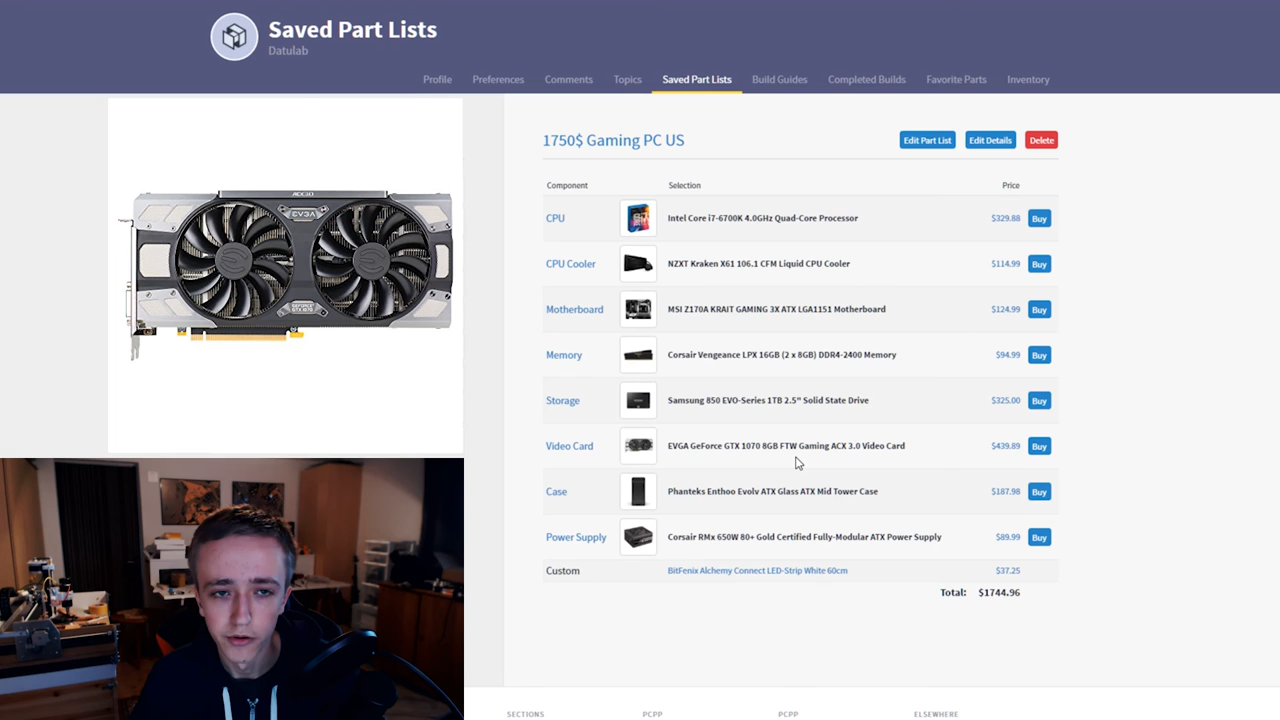 Saved Part Lists
Datulab
Profile Preferences Comments Topics Saved Part Lists Build Guides Completed Builds Favorite Parts Inventory
1750$ Gaming PC US
Edit Part List Edit Details Delete
Component Selection Price
CPU Intel Core i7-6700K 4.0GHz Quad-Core Processor $329.88 Buy
CPU Cooler NZXT Kraken X61 106.1 CFM Liquid CPU Cooler $114.99 Buy
Motherboard MSI Z170A KRAIT GAMING 3X ATX LGA1151 Motherboard $124.99 Buy
Memory Corsair Vengeance LPX 16GB (2 x 8GB) DDR4-2400 Memory $94.99 Buy
Storage Samsung 850 EVO-Series 1TB 2.5" Solid State Drive $325.00 Buy
Video Card EVGA GeForce GTX 1070 8GB FTW Gaming ACX 3.0 Video Card $439.89 Buy
Case Phanteks Enthoo Evolv ATX Glass ATX Mid Tower Case $187.98 Buy
Power Supply Corsair RMx 650W 80+ Gold Certified Fully-Modular ATX Power Supply $89.99 Buy
Custom BitFenix Alchemy Connect LED-Strip White 60cm $37.25
Total: $1744.96
SECTIONS PCPP PCPP ELSEWHERE
ACX 3.0
EVGA
GEFORCE
GTX 1070